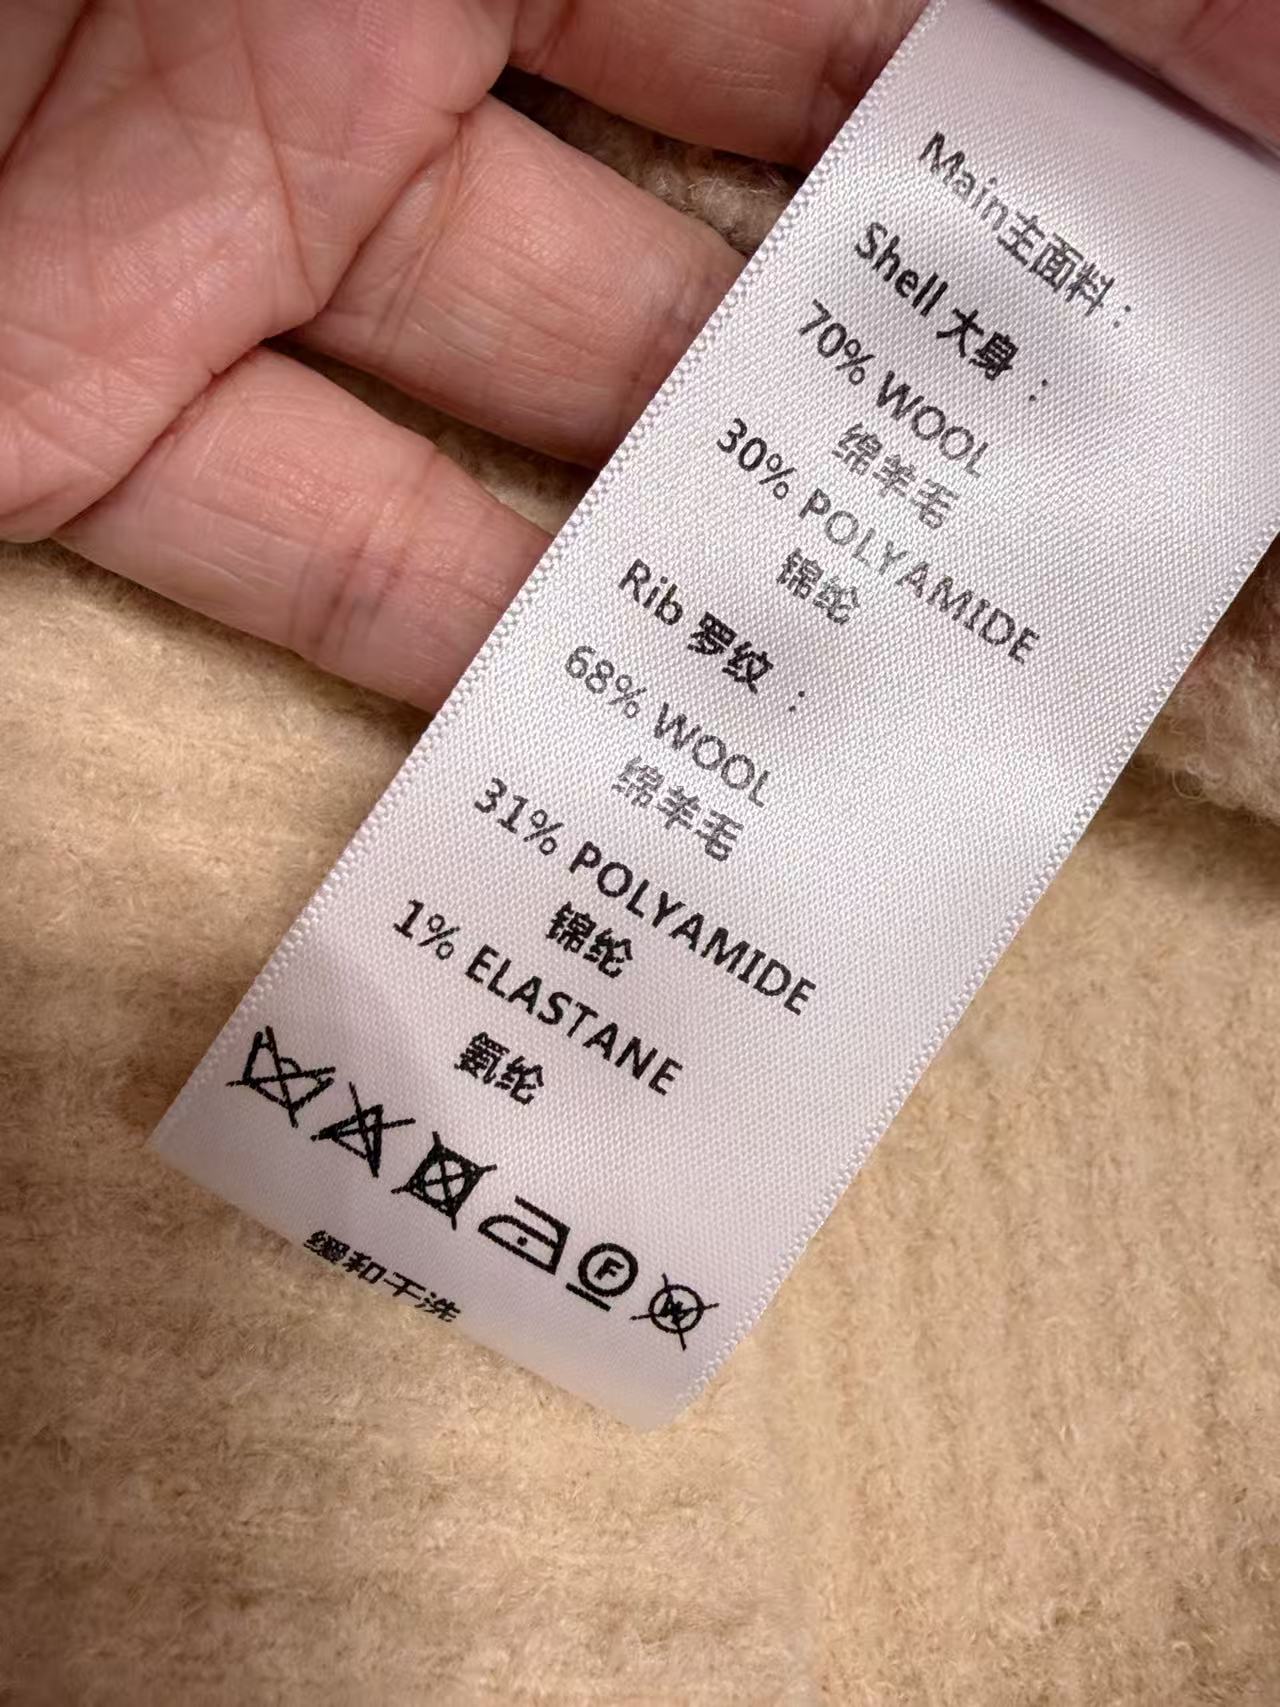 Main主面料：
Shell 大身：
70% WOOL
绵羊毛
30% POLYAMIDE
锦纶
Rib 罗纹：
68% WOOL
绵羊毛
31% POLYAMIDE
锦纶
1% ELASTANE
氨纶
F W
缓和干洗